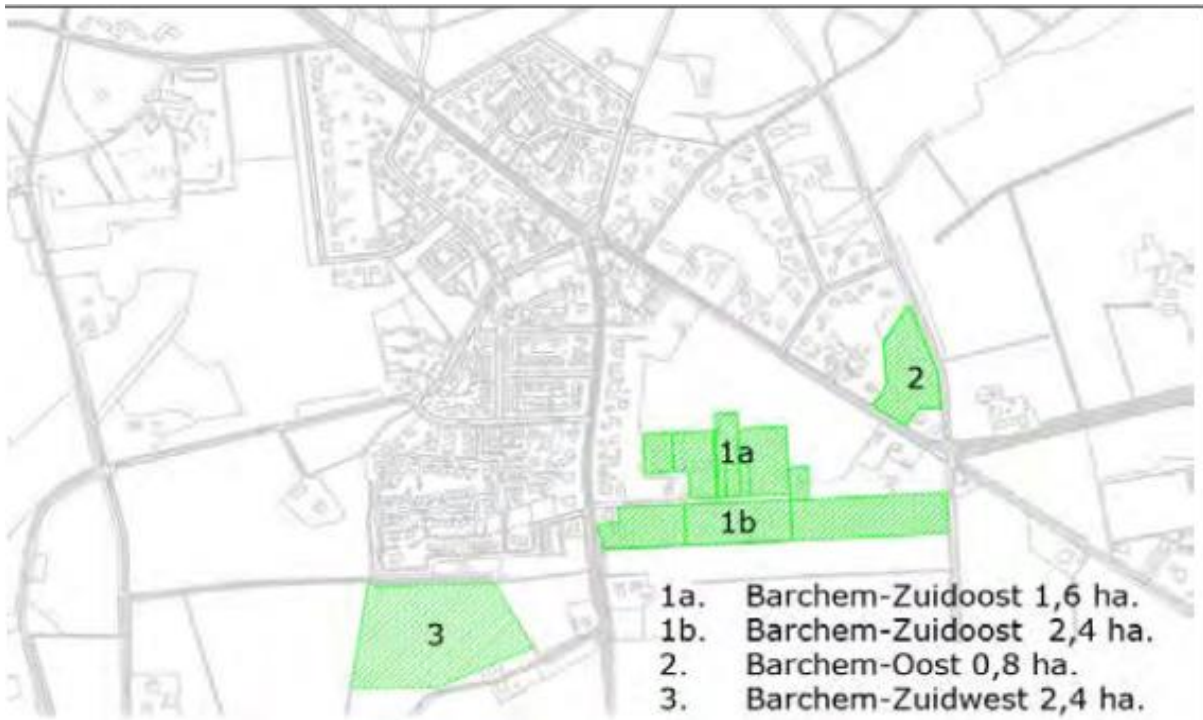 2
1a
1b
3
1a. Barchem-Zuidoost 1,6 ha.
1b. Barchem-Zuidoost 2,4 ha.
2. Barchem-Oost 0,8 ha.
3. Barchem-Zuidwest 2,4 ha.